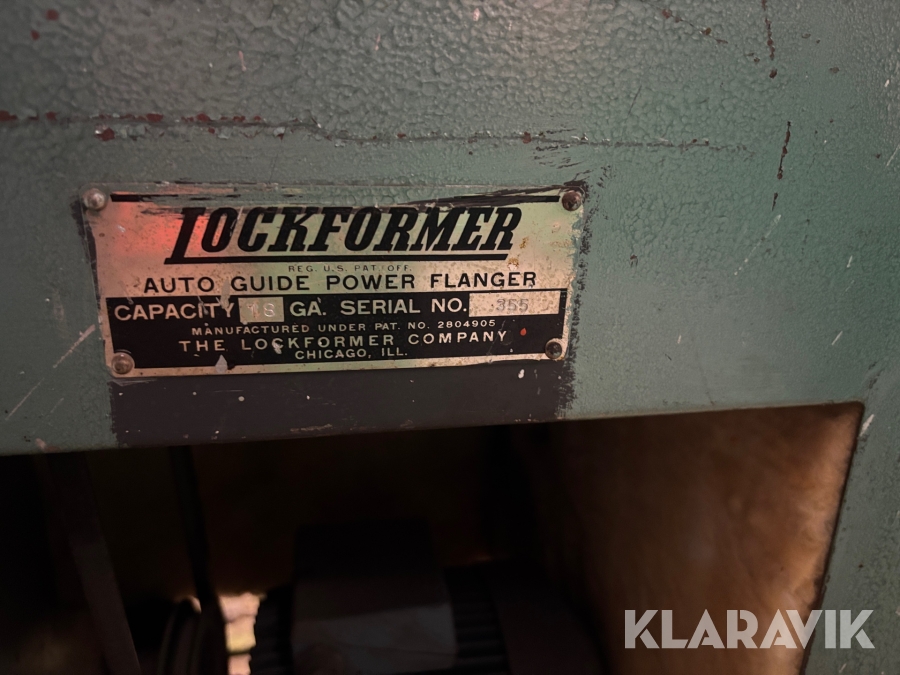 LOCKFORMER
REG. U.S. PAT. OFF.
AUTO GUIDE POWER FLANGER
CAPACITY 18 GA. SERIAL NO. 355
MANUFACTURED UNDER PAT. NO. 2804905
THE LOCKFORMER COMPANY
CHICAGO, ILL.
KLARAVIK